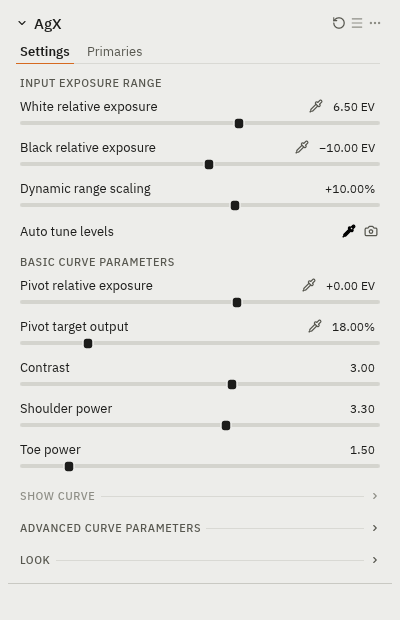 AgX
Settings Primaries
INPUT EXPOSURE RANGE
White relative exposure 6.50 EV
Black relative exposure −10.00 EV
Dynamic range scaling +10.00%
Auto tune levels
BASIC CURVE PARAMETERS
Pivot relative exposure +0.00 EV
Pivot target output 18.00%
Contrast 3.00
Shoulder power 3.30
Toe power 1.50
SHOW CURVE
ADVANCED CURVE PARAMETERS
LOOK